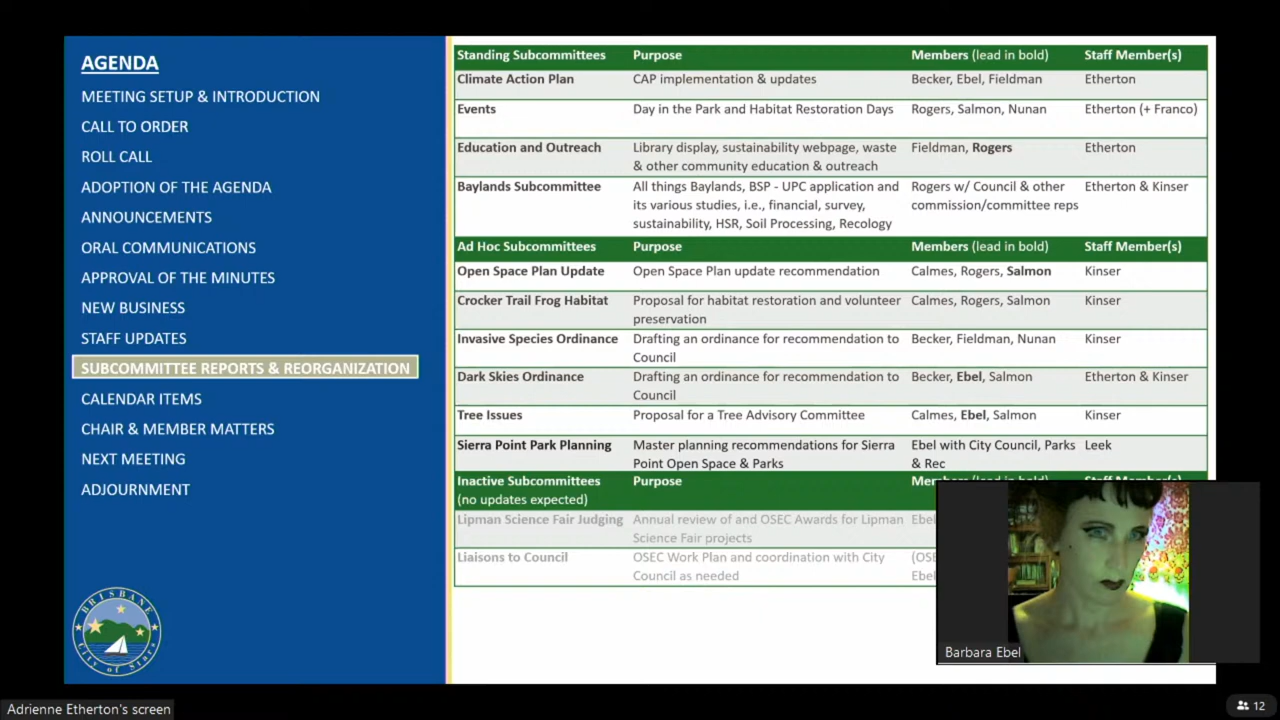 AGENDA
MEETING SETUP & INTRODUCTION
CALL TO ORDER
ROLL CALL
ADOPTION OF THE AGENDA
ANNOUNCEMENTS
ORAL COMMUNICATIONS
APPROVAL OF THE MINUTES
NEW BUSINESS
STAFF UPDATES
SUBCOMMITTEE REPORTS & REORGANIZATION
CALENDAR ITEMS
CHAIR & MEMBER MATTERS
NEXT MEETING
ADJOURNMENT
BRISBANE
City of Stars
Standing Subcommittees Purpose Members (lead in bold) Staff Member(s)
Climate Action Plan CAP implementation & updates Becker, Ebel, Fieldman Etherton
Events Day in the Park and Habitat Restoration Days Rogers, Salmon, Nunan Etherton (+ Franco)
Education and Outreach Library display, sustainability webpage, waste Fieldman, Rogers Etherton
& other community education & outreach
Baylands Subcommittee All things Baylands, BSP - UPC application and Rogers w/ Council & other Etherton & Kinser
its various studies, i.e., financial, survey, commission/committee reps
sustainability, HSR, Soil Processing, Recology
Ad Hoc Subcommittees Purpose Members (lead in bold) Staff Member(s)
Open Space Plan Update Open Space Plan update recommendation Calmes, Rogers, Salmon Kinser
Crocker Trail Frog Habitat Proposal for habitat restoration and volunteer Calmes, Rogers, Salmon Kinser
preservation
Invasive Species Ordinance Drafting an ordinance for recommendation to Becker, Fieldman, Nunan Kinser
Council
Dark Skies Ordinance Drafting an ordinance for recommendation to Becker, Ebel, Salmon Etherton & Kinser
Council
Tree Issues Proposal for a Tree Advisory Committee Calmes, Ebel, Salmon Kinser
Sierra Point Park Planning Master planning recommendations for Sierra Ebel with City Council, Parks Leek
Point Open Space & Parks & Rec
Inactive Subcommittees Purpose Members (lead in bold) Staff Member(s)
(no updates expected)
Lipman Science Fair Judging Annual review of and OSEC Awards for Lipman Ebel
Science Fair projects
Liaisons to Council OSEC Work Plan and coordination with City (OSE
Council as needed Ebel
Barbara Ebel
Adrienne Etherton's screen
12